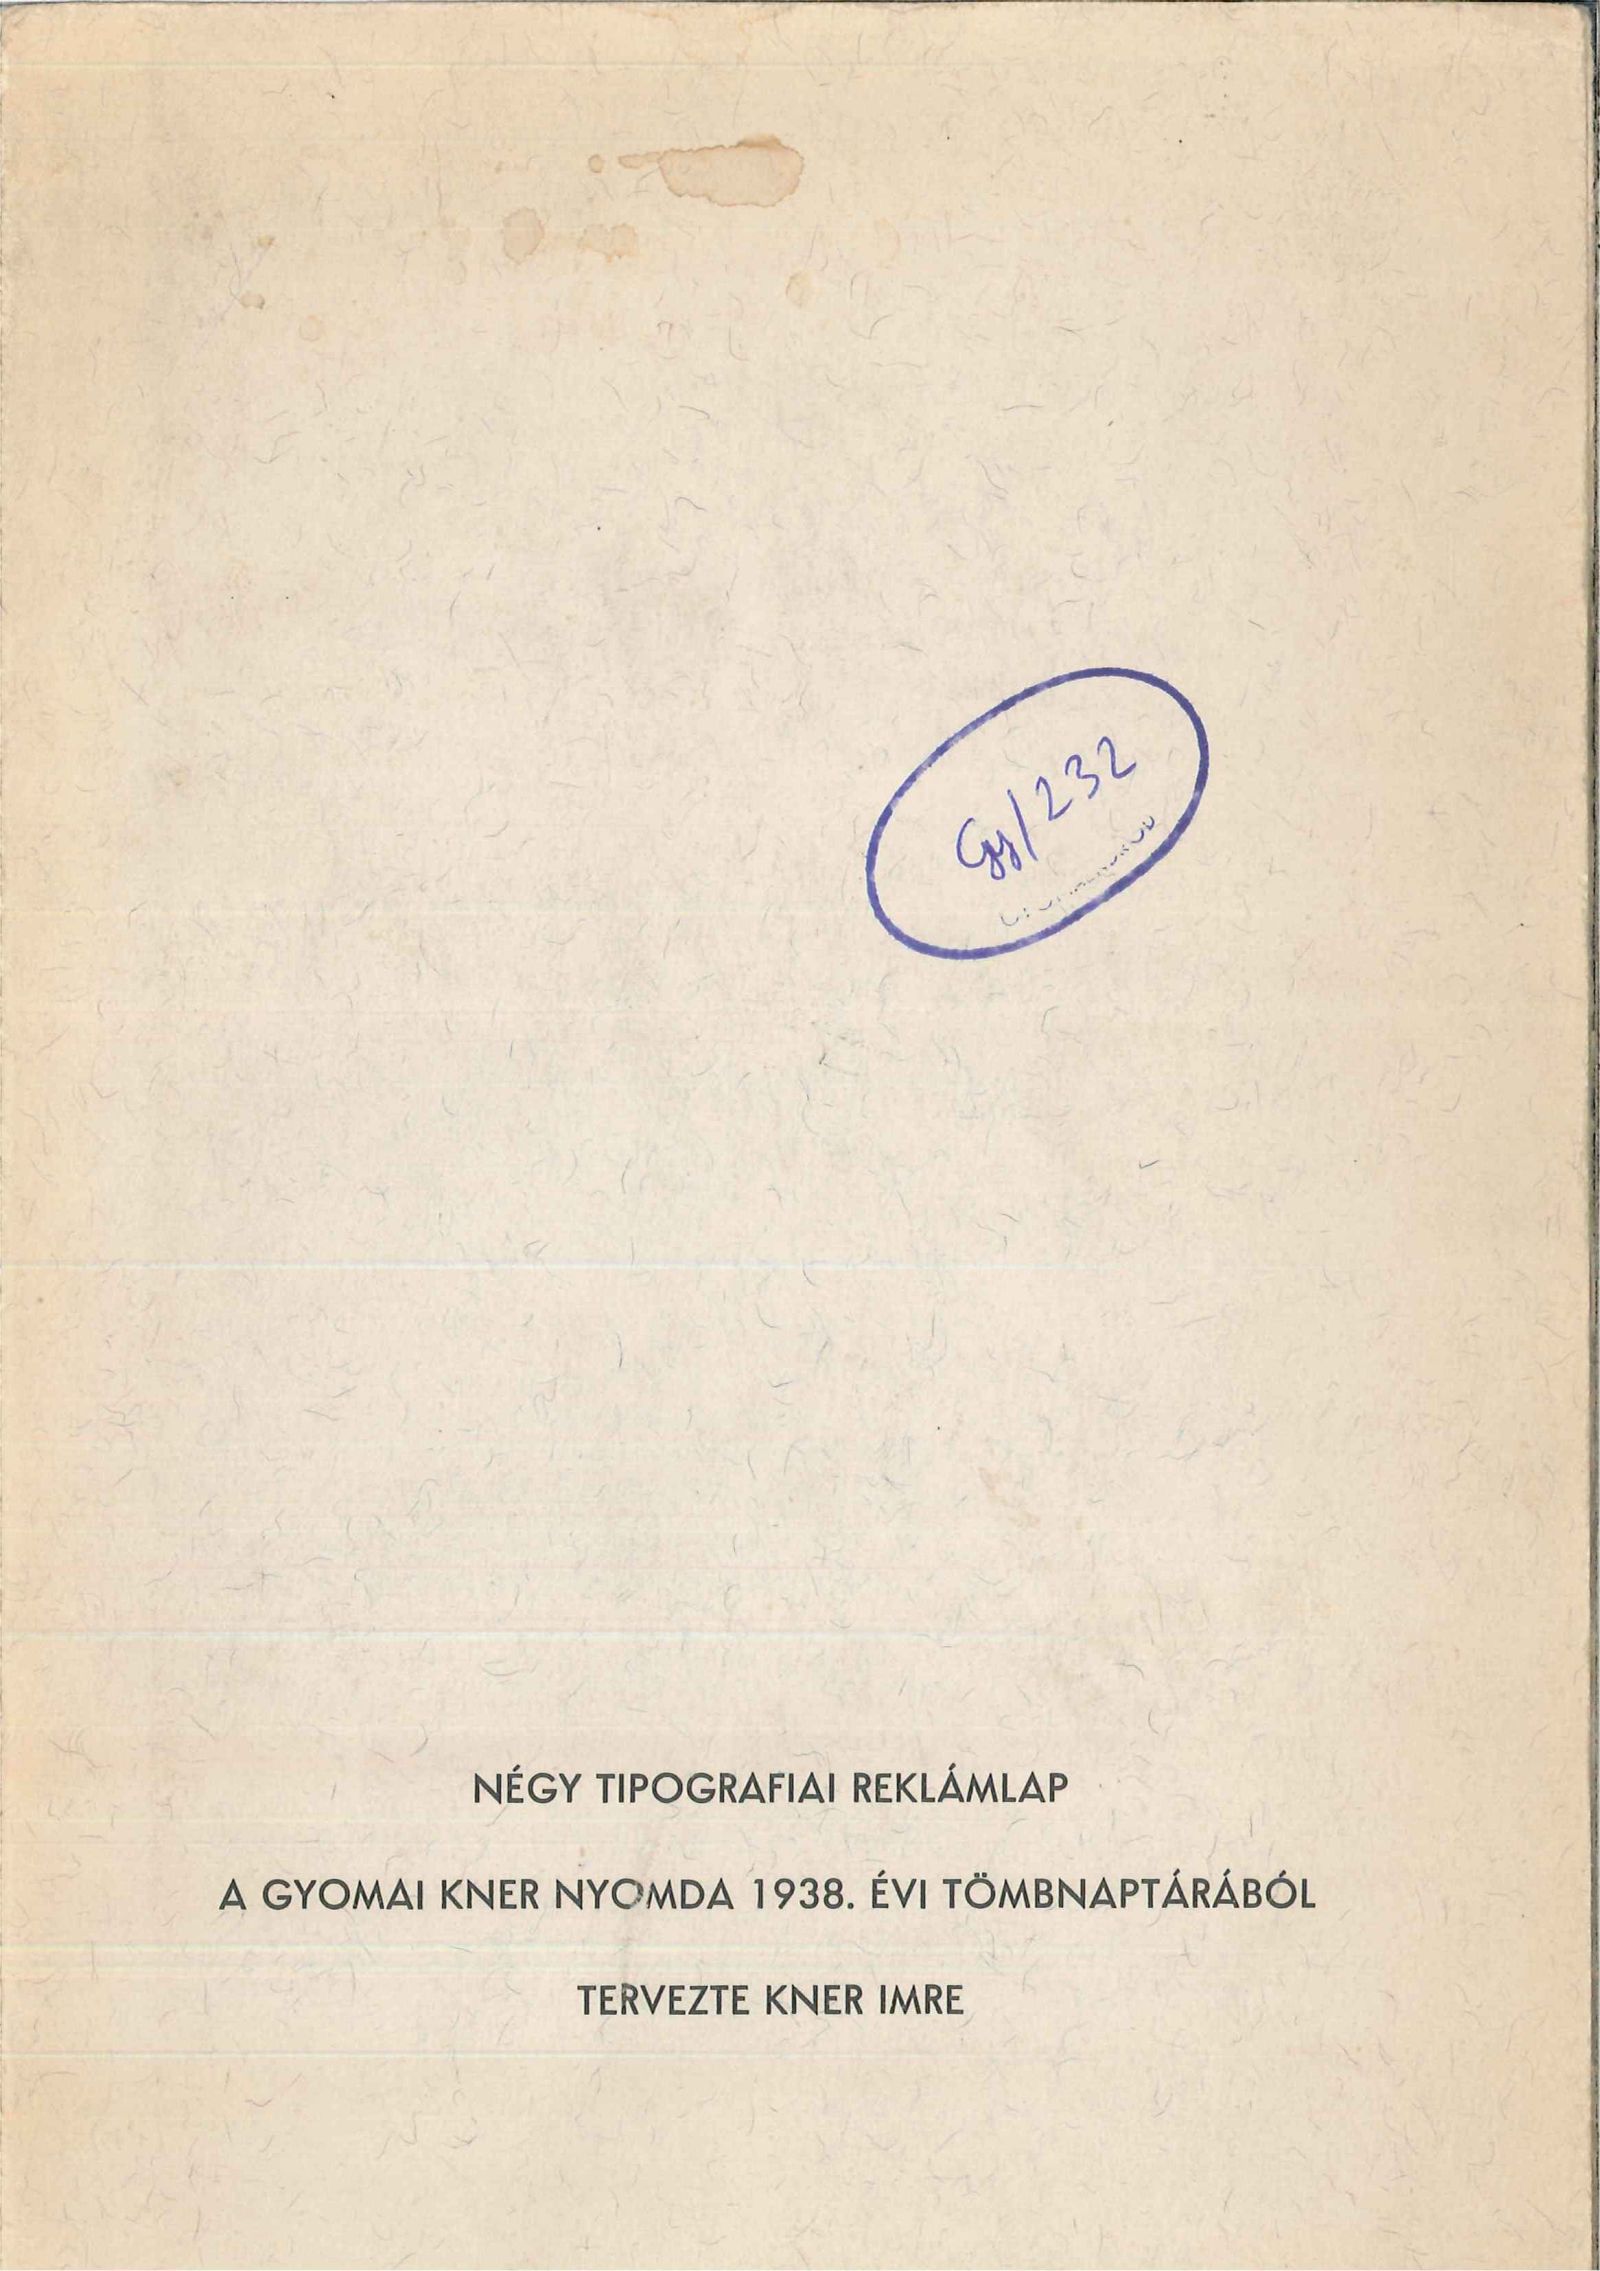 Gy/232
NÉGY TIPOGRAFIAI REKLÁMLAP
A GYOMAI KNER NYOMDA 1938. ÉVI TÖMBNAPTÁRÁBÓL
TERVEZTE KNER IMRE